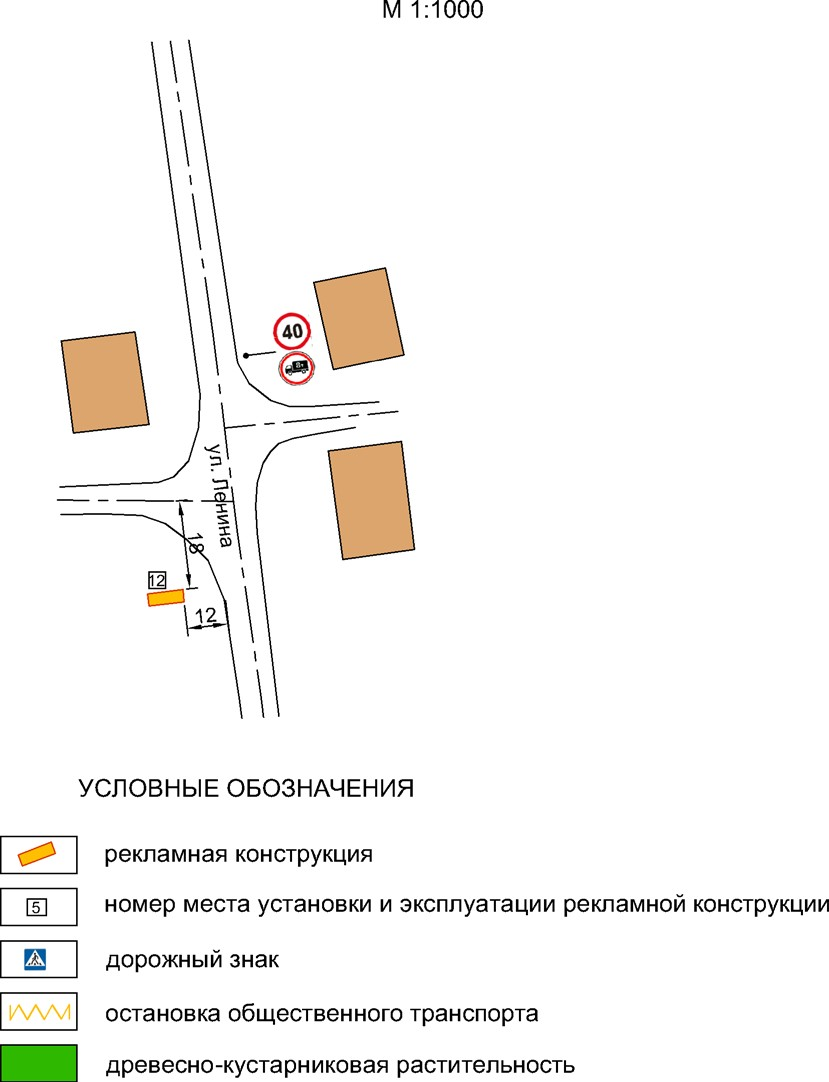 М 1:1000
40
8т
ул. Ленина
18
12
12
УСЛОВНЫЕ ОБОЗНАЧЕНИЯ
рекламная конструкция
5
номер места установки и эксплуатации рекламной конструкции
дорожный знак
остановка общественного транспорта
древесно-кустарниковая растительность